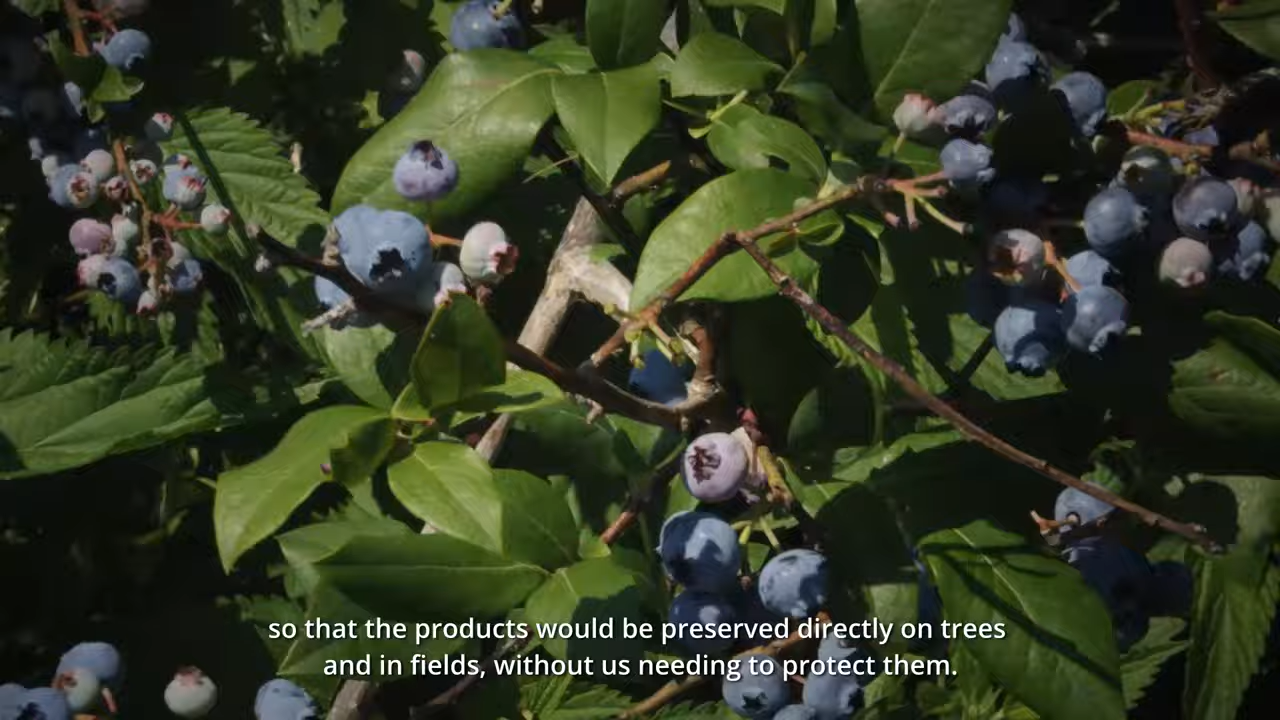 so that the products would be preserved directly on trees
and in fields, without us needing to protect them.